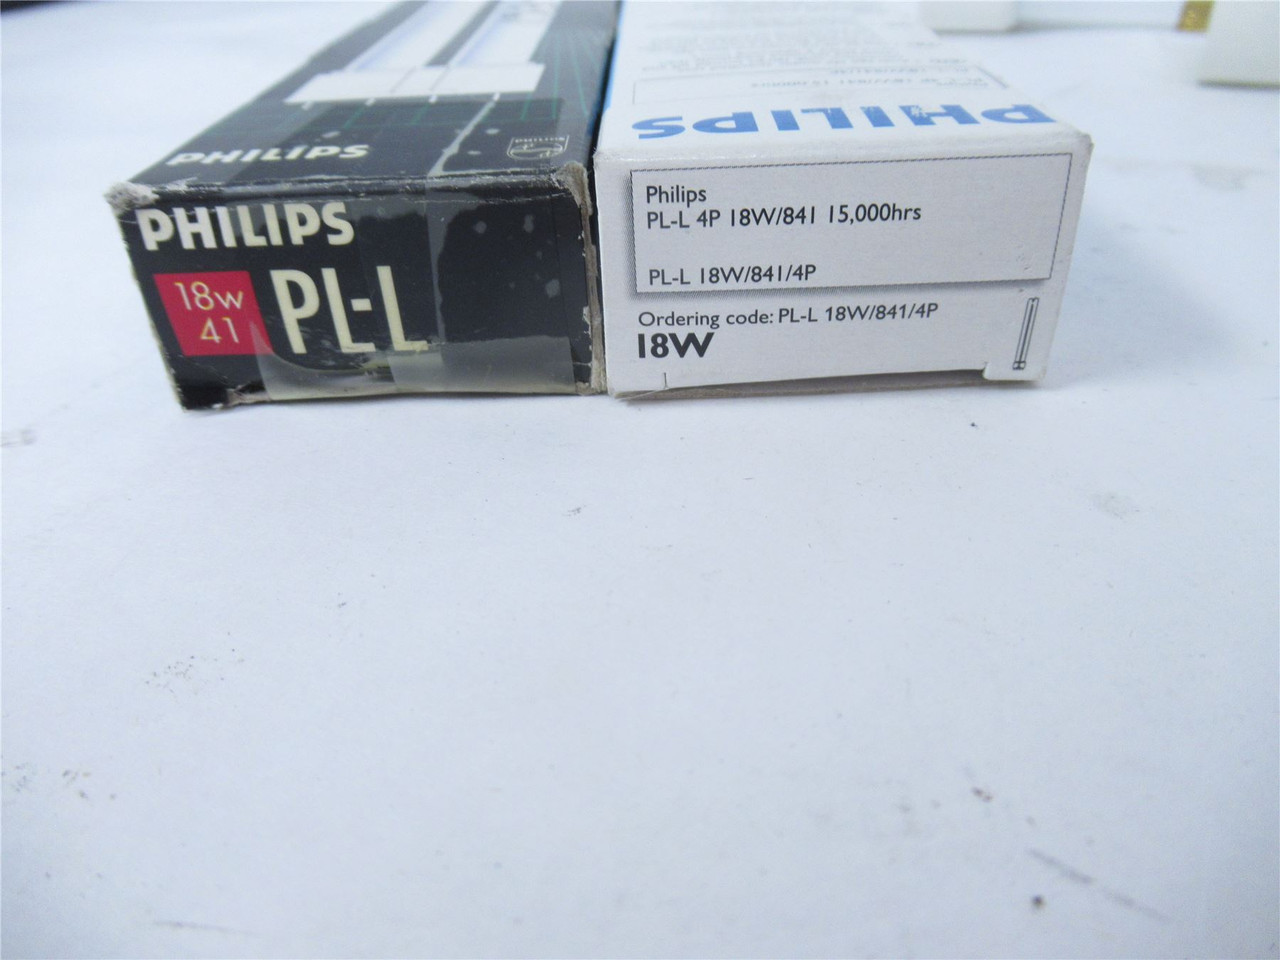 PHILIPS
PHILIPS
PHILIPS
18w
41
PL-L
PHILIPS
Philips
PL-L 4P 18W/841 15,000hrs
PL-L 18W/841/4P
Ordering code: PL-L 18W/841/4P
18W